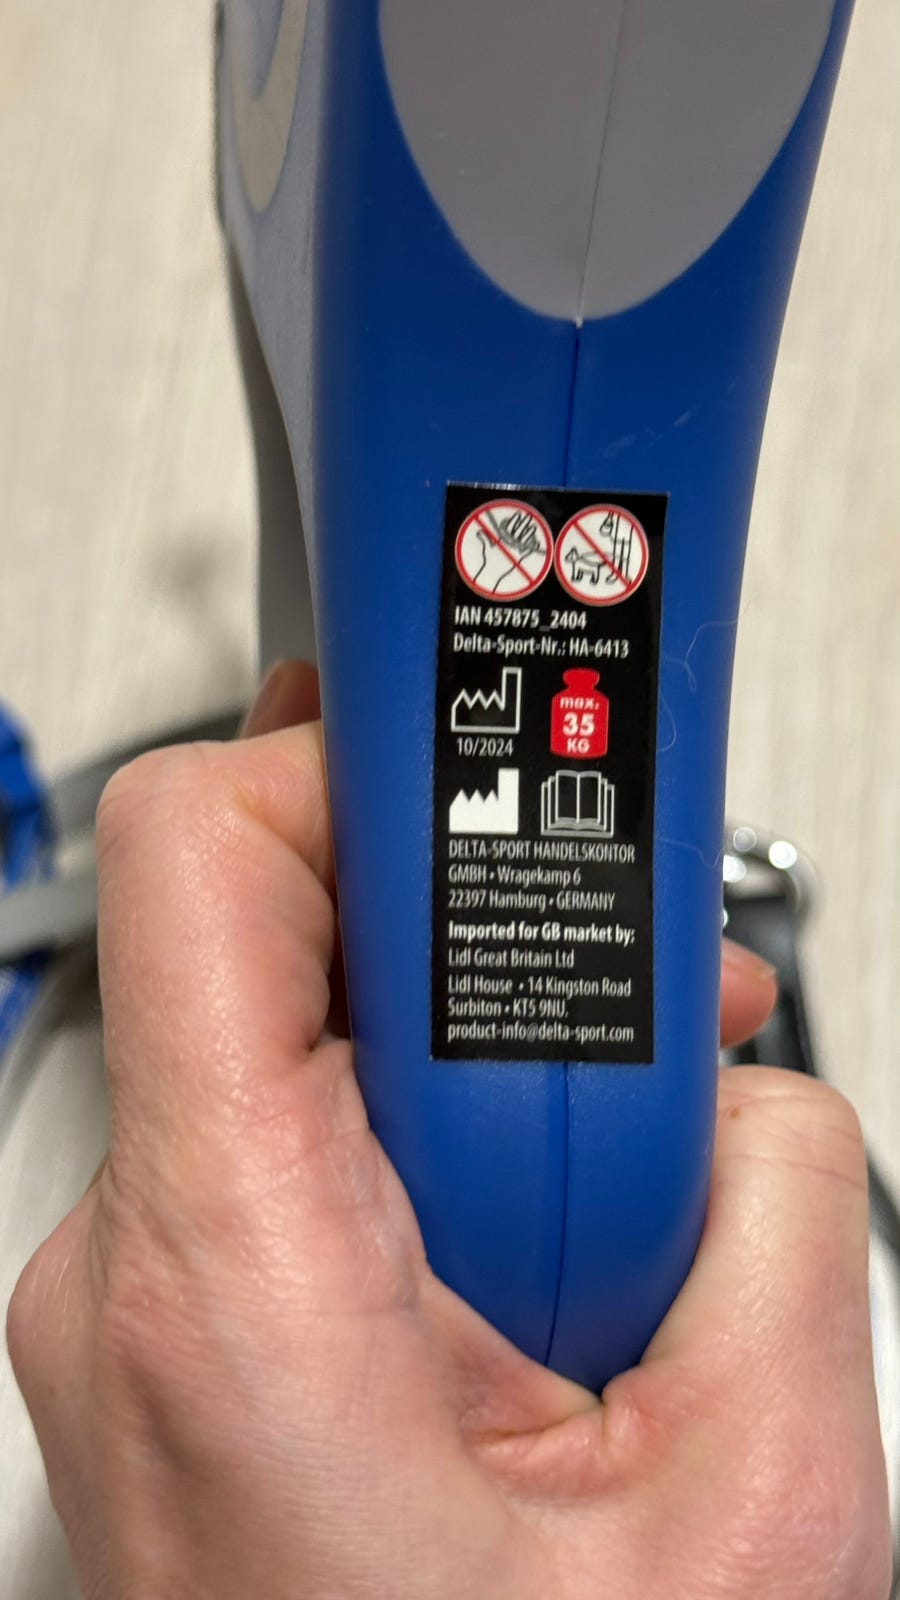 IAN 457875_2404
Delta-Sport-Nr.: HA-6413
max.
35
KG
10/2024
DELTA-SPORT HANDELSKONTOR
GMBH • Wragekamp 6
22397 Hamburg • GERMANY
Imported for GB market by:
Lidl Great Britain Ltd
Lidl House • 14 Kingston Road
Surbiton • KT5 9NU.
product-info@delta-sport.com